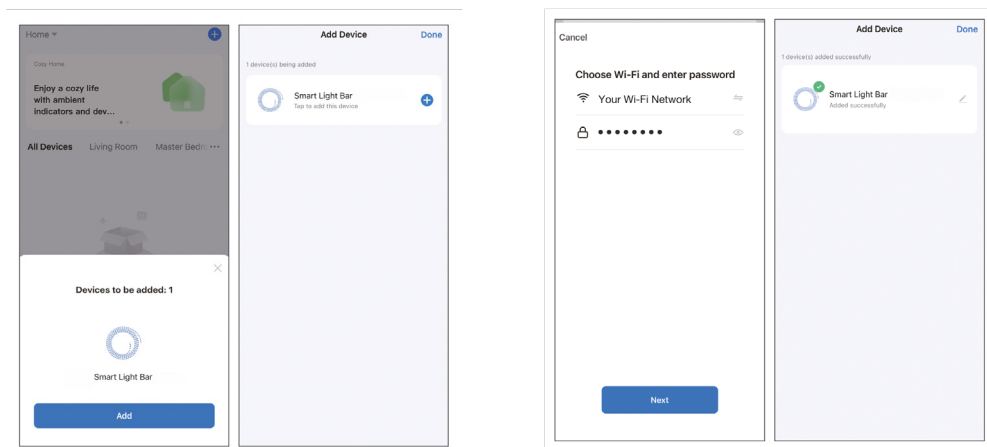 Home
Cozy Home
Enjoy a cozy life
with ambient
indicators and dev...
All Devices Living Room Master Bedr ...
Devices to be added: 1
Smart Light Bar
Add
Add Device Done
1 device(s) being added
Smart Light Bar
Tap to add this device
Cancel
Choose Wi-Fi and enter password
Your Wi-Fi Network
Next
Add Device Done
1 device(s) added successfully
Smart Light Bar
Added successfully